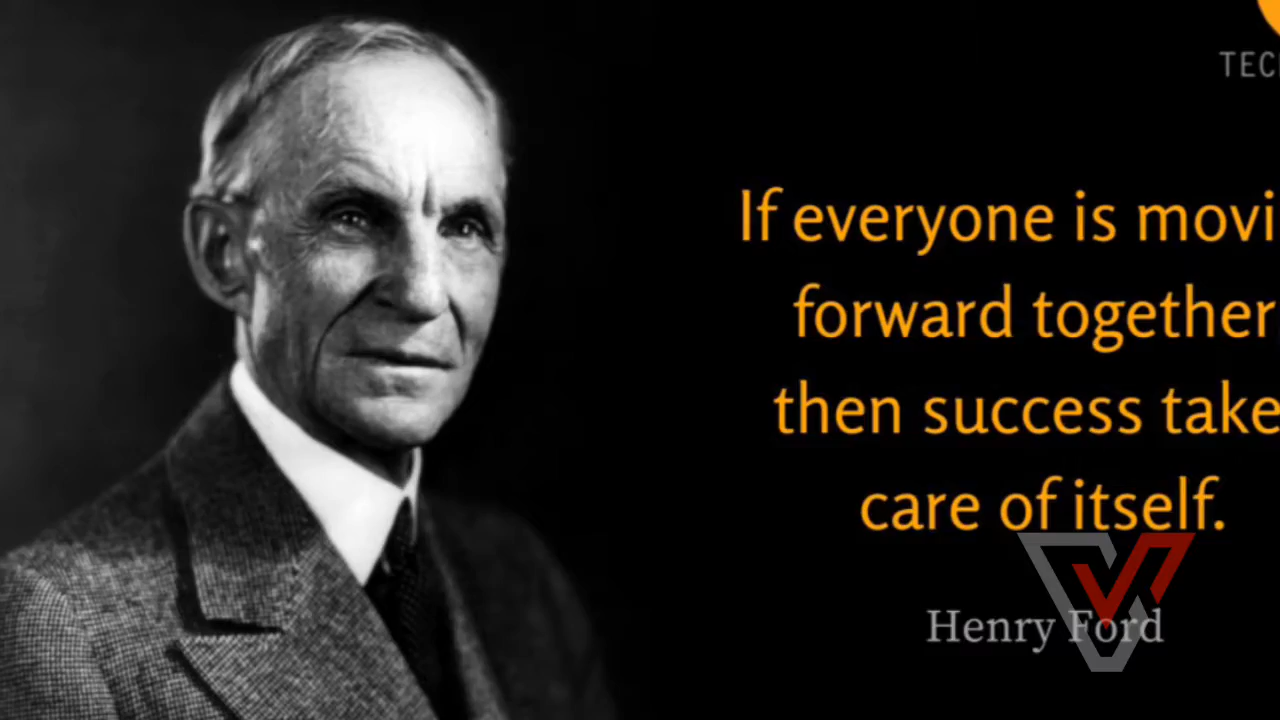 TEC
If everyone is movi
forward together
then success take
care of itself.
Henry Ford